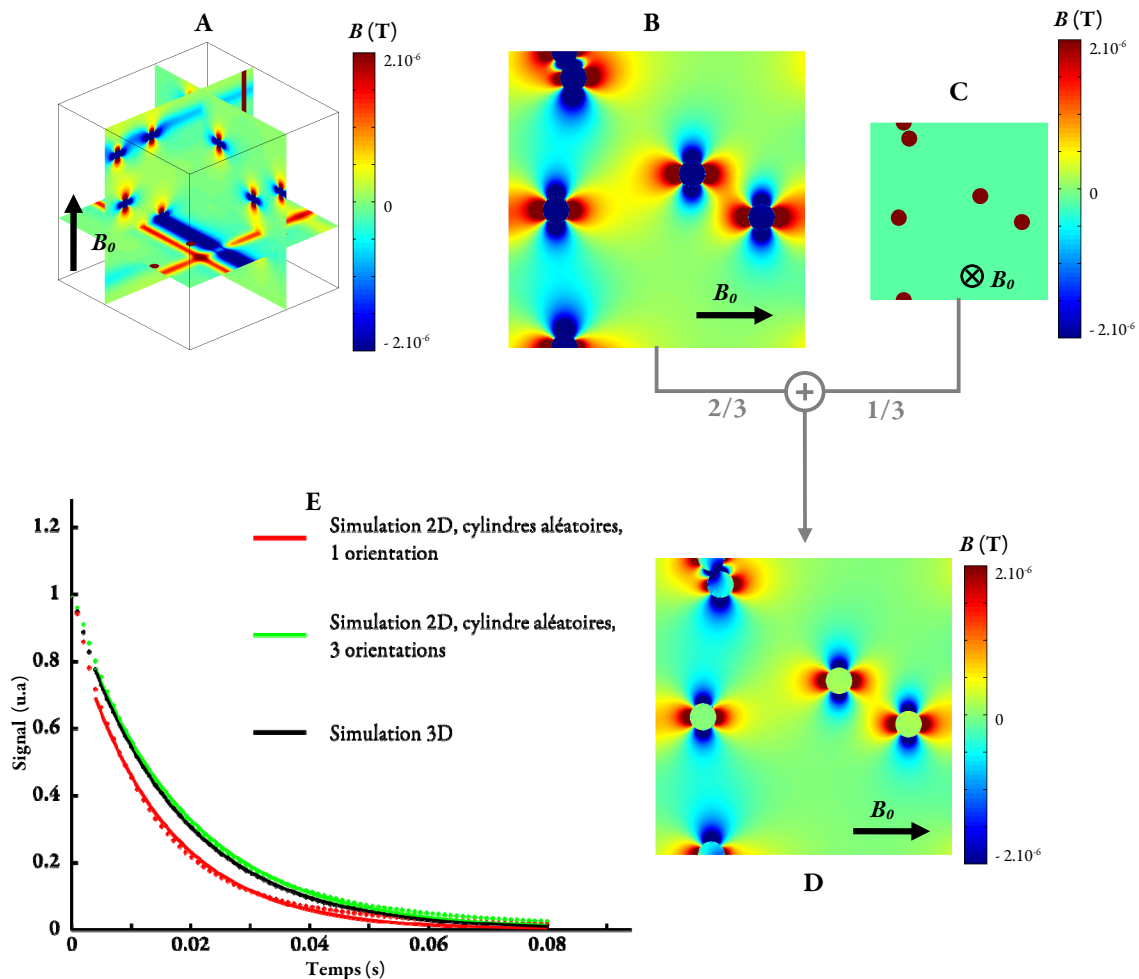 A
B (T)
2.10-6
0
- 2.10-6
B0
B
B0
C
B (T)
2.10-6
0
- 2.10-6
B0
2/3
+
1/3
E
Simulation 2D, cylindres aléatoires,
1 orientation
Simulation 2D, cylindre aléatoires,
3 orientations
Simulation 3D
Signal (u.a)
1.2
1
0.8
0.6
0.4
0.2
0
0
0.02
0.04
0.06
0.08
Temps (s)
B (T)
2.10-6
0
- 2.10-6
B0
D